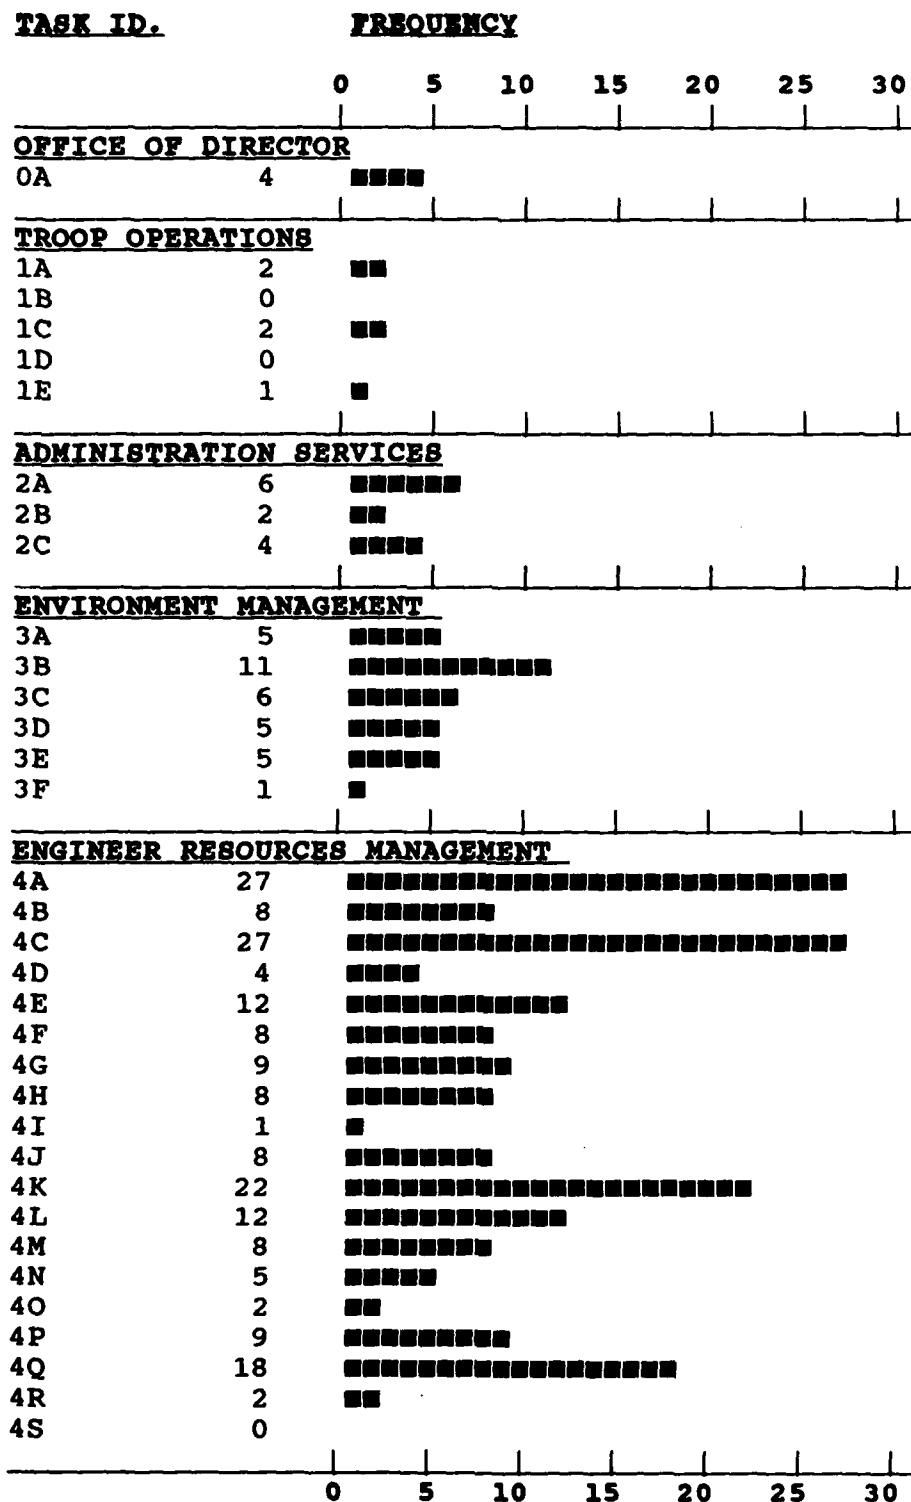 TASK ID. FREQUENCY
0 5 10 15 20 25 30
OFFICE OF DIRECTOR
0A 4
TROOP OPERATIONS
1A 2
1B 0
1C 2
1D 0
1E 1
ADMINISTRATION SERVICES
2A 6
2B 2
2C 4
ENVIRONMENT MANAGEMENT
3A 5
3B 11
3C 6
3D 5
3E 5
3F 1
ENGINEER RESOURCES MANAGEMENT
4A 27
4B 8
4C 27
4D 4
4E 12
4F 8
4G 9
4H 8
4I 1
4J 8
4K 22
4L 12
4M 8
4N 5
4O 2
4P 9
4Q 18
4R 2
4S 0
0 5 10 15 20 25 30